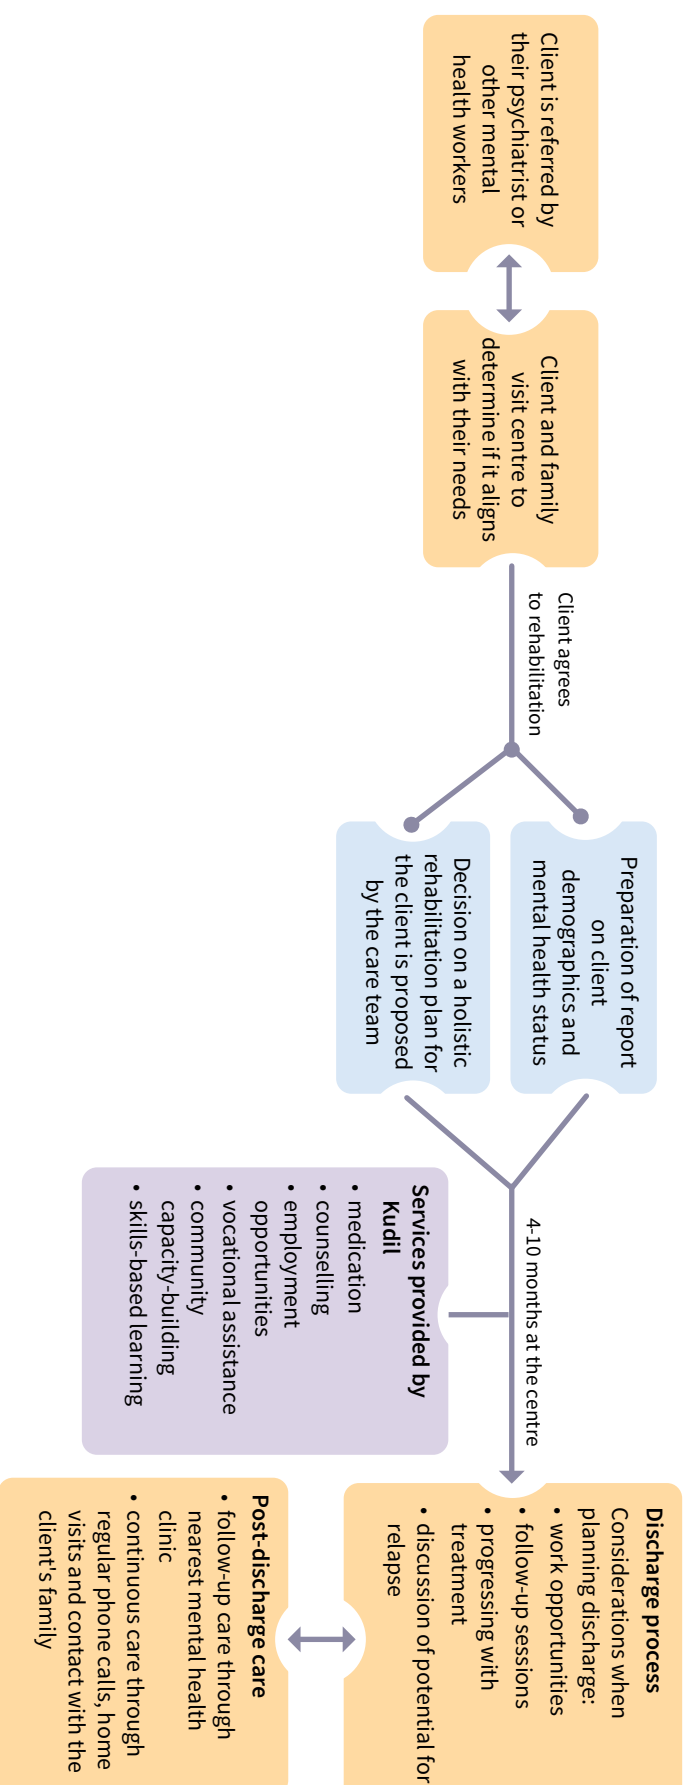 Client is referred by
their psychiatrist or
other mental
health workers
Client and family
visit centre to
determine if it aligns
with their needs
Client agrees
to rehabilitation
Preparation of report
on client
demographics and
mental health status
Decision on a holistic
rehabilitation plan for
the client is proposed
by the care team
4-10 months at the centre
Services provided by
Kudil
• medication
• counselling
• employment
opportunities
• vocational assistance
• community
capacity-building
• skills-based learning
Discharge process
Considerations when
planning discharge:
• work opportunities
• follow-up sessions
• progressing with
treatment
• discussion of potential for
relapse
Post-discharge care
• follow-up care through
nearest mental health
clinic
• continuous care through
regular phone calls, home
visits and contact with the
client's family